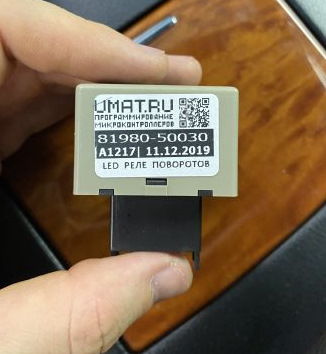 UMAT.RU
ПРОГРАММИРОВАНИЕ
МИКРОКОНТРОЛЛЕРОВ
81980-50030
A1217| 11.12.2019
LED РЕЛЕ ПОВОРОТОВ